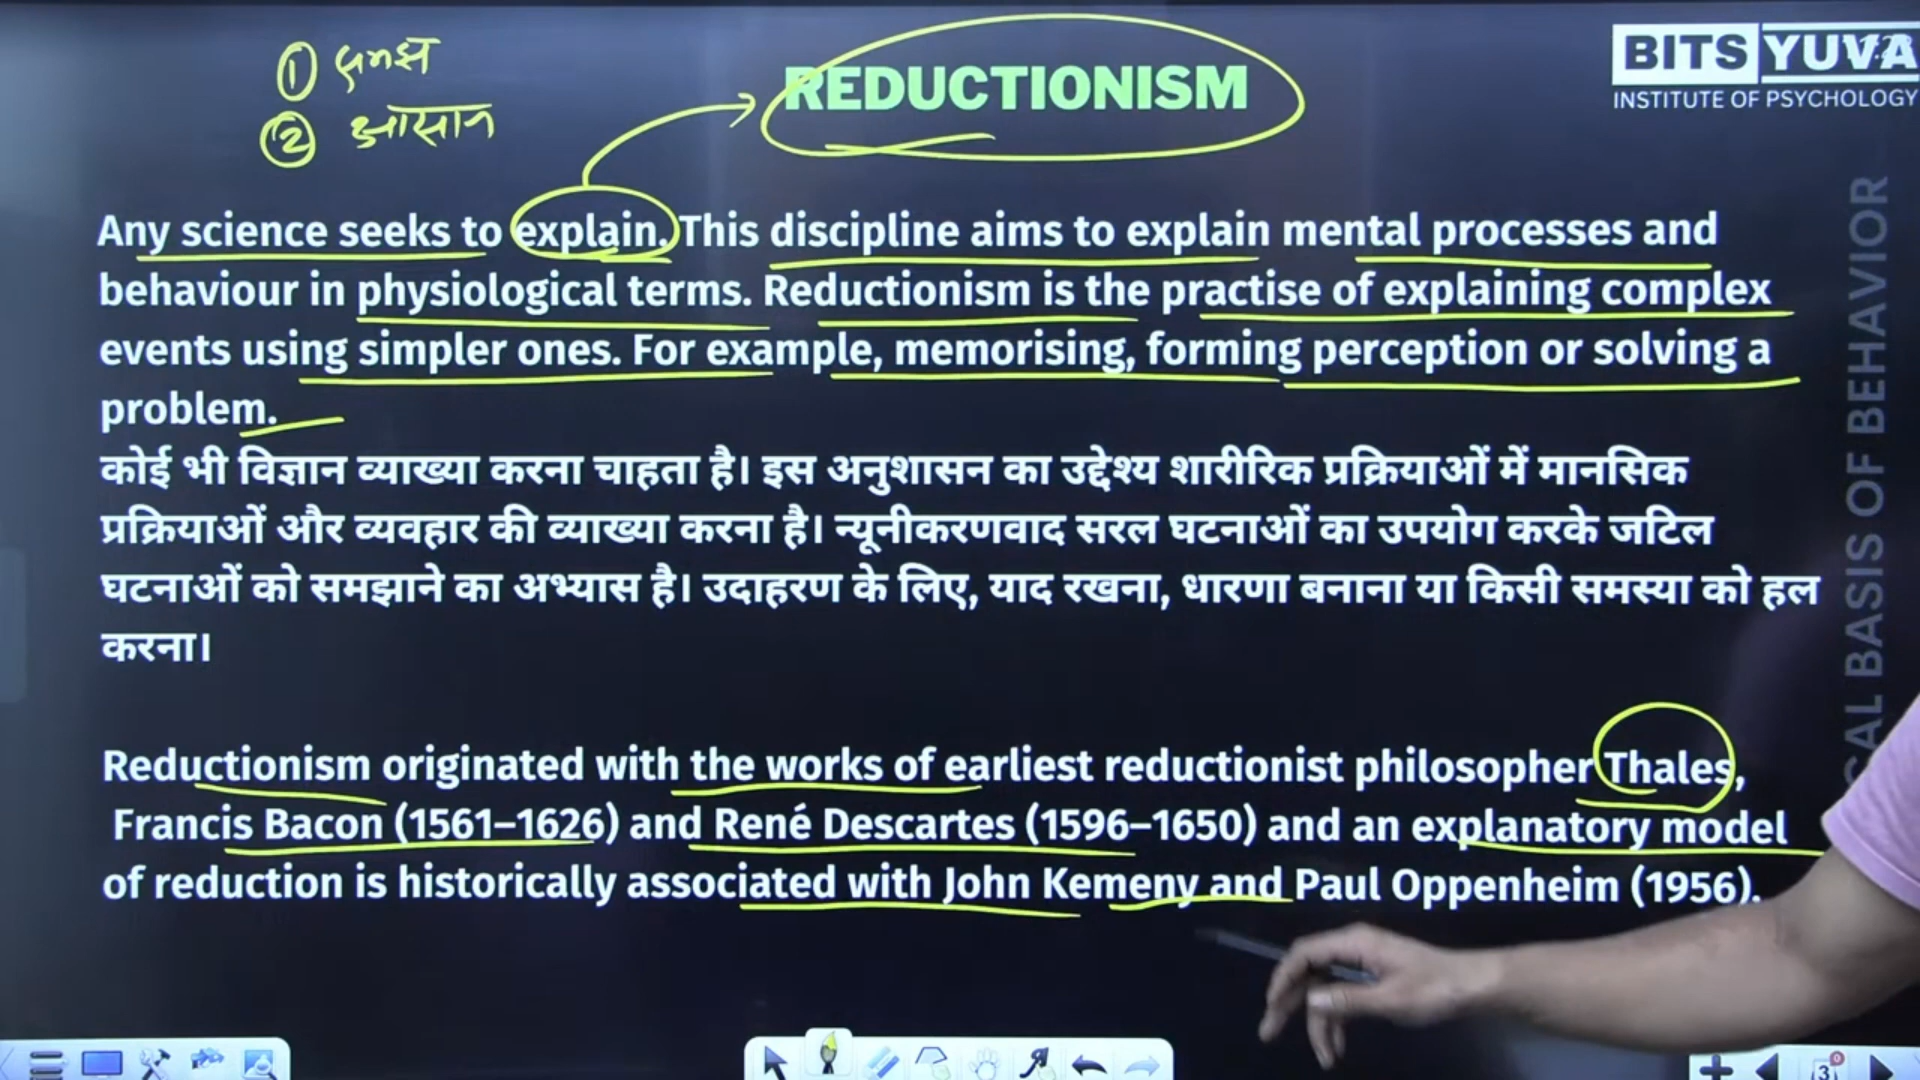 ① समझ
② आसान
REDUCTIONISM
BITS YUVA
INSTITUTE OF PSYCHOLOGY
Any science seeks to explain. This discipline aims to explain mental processes and
behaviour in physiological terms. Reductionism is the practise of explaining complex
events using simpler ones. For example, memorising, forming perception or solving a
problem.
कोई भी विज्ञान व्याख्या करना चाहता है। इस अनुशासन का उद्देश्य शारीरिक प्रक्रियाओं में मानसिक
प्रक्रियाओं और व्यवहार की व्याख्या करना है। न्यूनीकरणवाद सरल घटनाओं का उपयोग करके जटिल
घटनाओं को समझाने का अभ्यास है। उदाहरण के लिए, याद रखना, धारणा बनाना या किसी समस्या को हल
करना।
Reductionism originated with the works of earliest reductionist philosopher Thales,
Francis Bacon (1561–1626) and René Descartes (1596–1650) and an explanatory model
of reduction is historically associated with John Kemeny and Paul Oppenheim (1956).
CAL BASIS OF BEHAVIOR
3